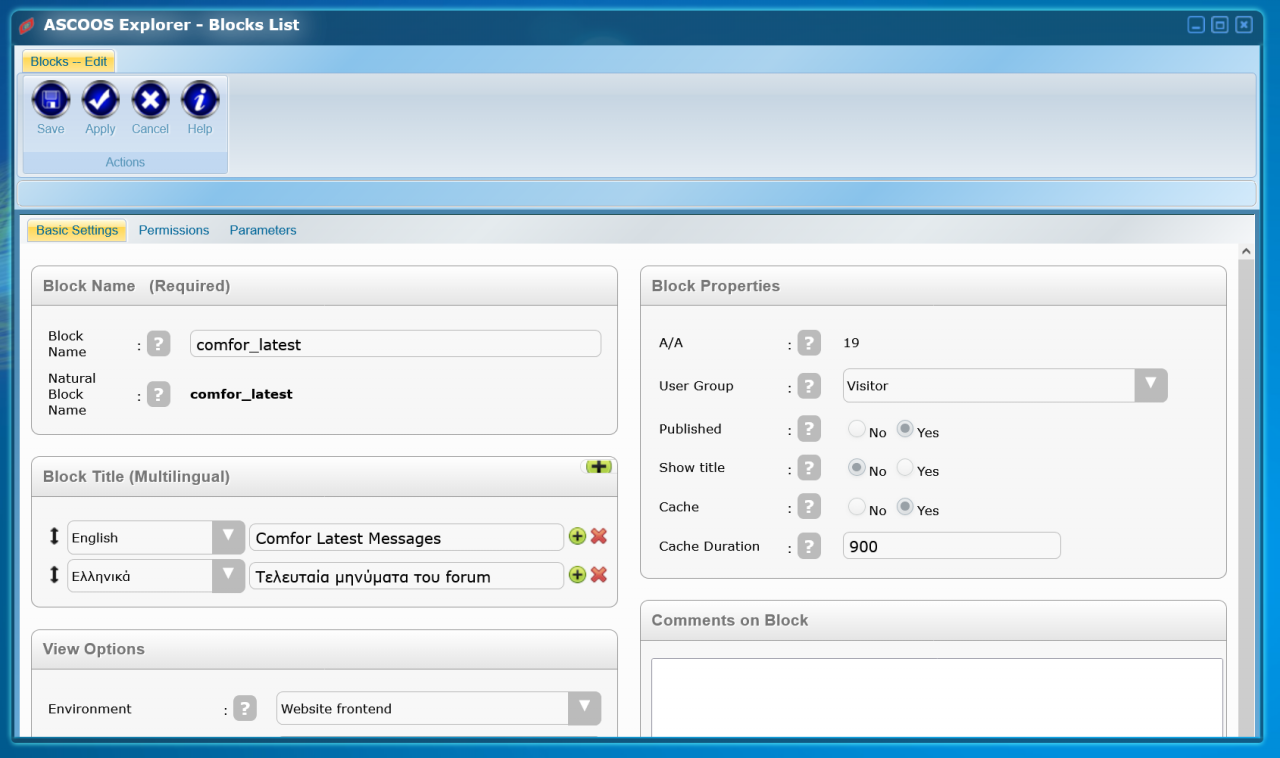 ASCOOS Explorer - Blocks List
Blocks -- Edit
Save Apply Cancel Help
Actions
Basic Settings Permissions Parameters
Block Name (Required)
Block Name : ? comfor_latest
Natural Block Name : ? comfor_latest
Block Title (Multilingual)
English Comfor Latest Messages
Ελληνικά Τελευταία μηνύματα του forum
View Options
Environment : ? Website frontend
Block Properties
A/A : ? 19
User Group : ? Visitor
Published : ? No Yes
Show title : ? No Yes
Cache : ? No Yes
Cache Duration : ? 900
Comments on Block